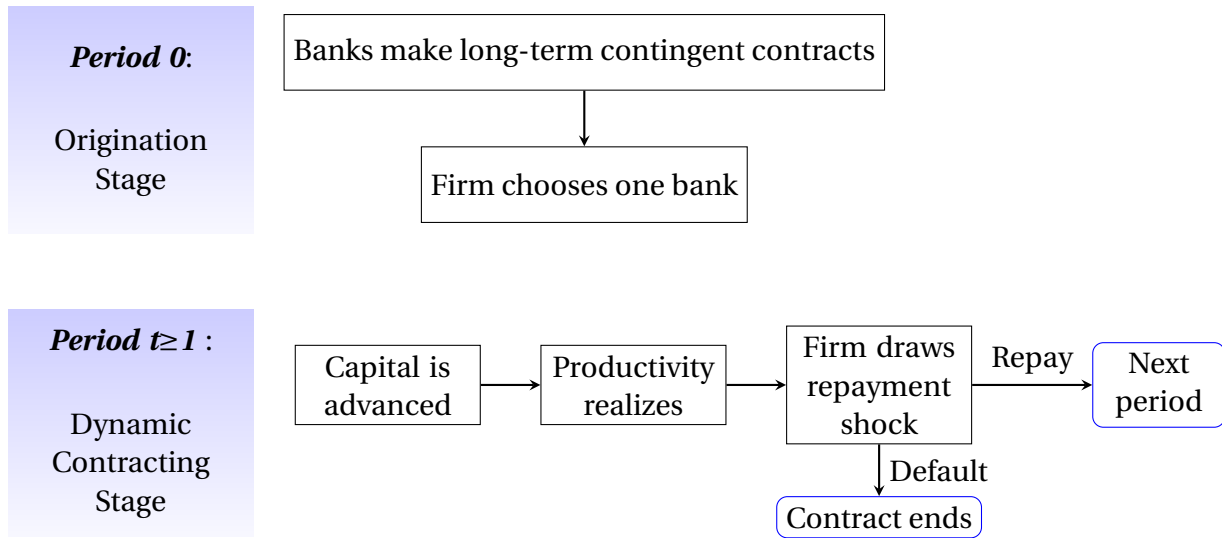 Period 0:
Origination
Stage
Banks make long-term contingent contracts
Firm chooses one bank
Period t≥1 :
Dynamic
Contracting
Stage
Capital is
advanced
Productivity
realizes
Firm draws
repayment
shock
Repay
Next
period
Default
Contract ends